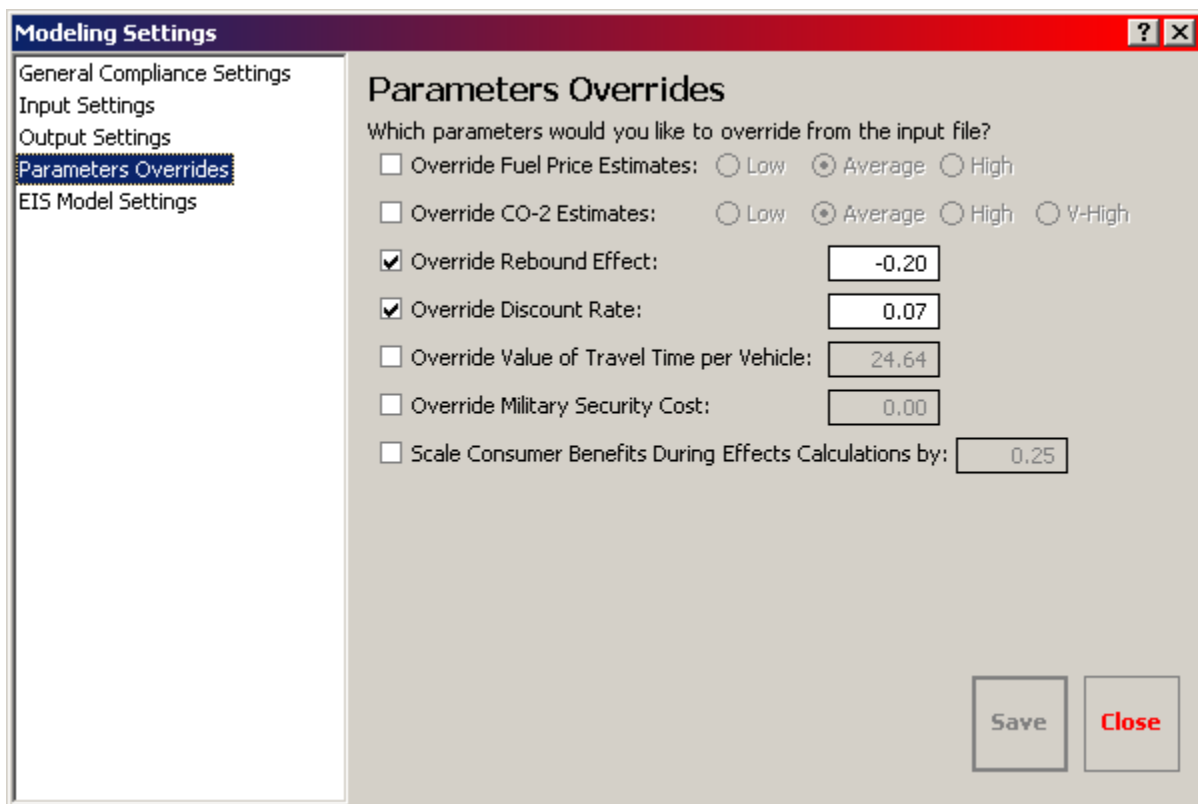 Modeling Settings
General Compliance Settings
Input Settings
Output Settings
Parameters Overrides
EIS Model Settings
Parameters Overrides
Which parameters would you like to override from the input file?
Override Fuel Price Estimates: Low Average High
Override CO-2 Estimates: Low Average High V-High
Override Rebound Effect: -0.20
Override Discount Rate: 0.07
Override Value of Travel Time per Vehicle: 24.64
Override Military Security Cost: 0.00
Scale Consumer Benefits During Effects Calculations by: 0.25
Save Close